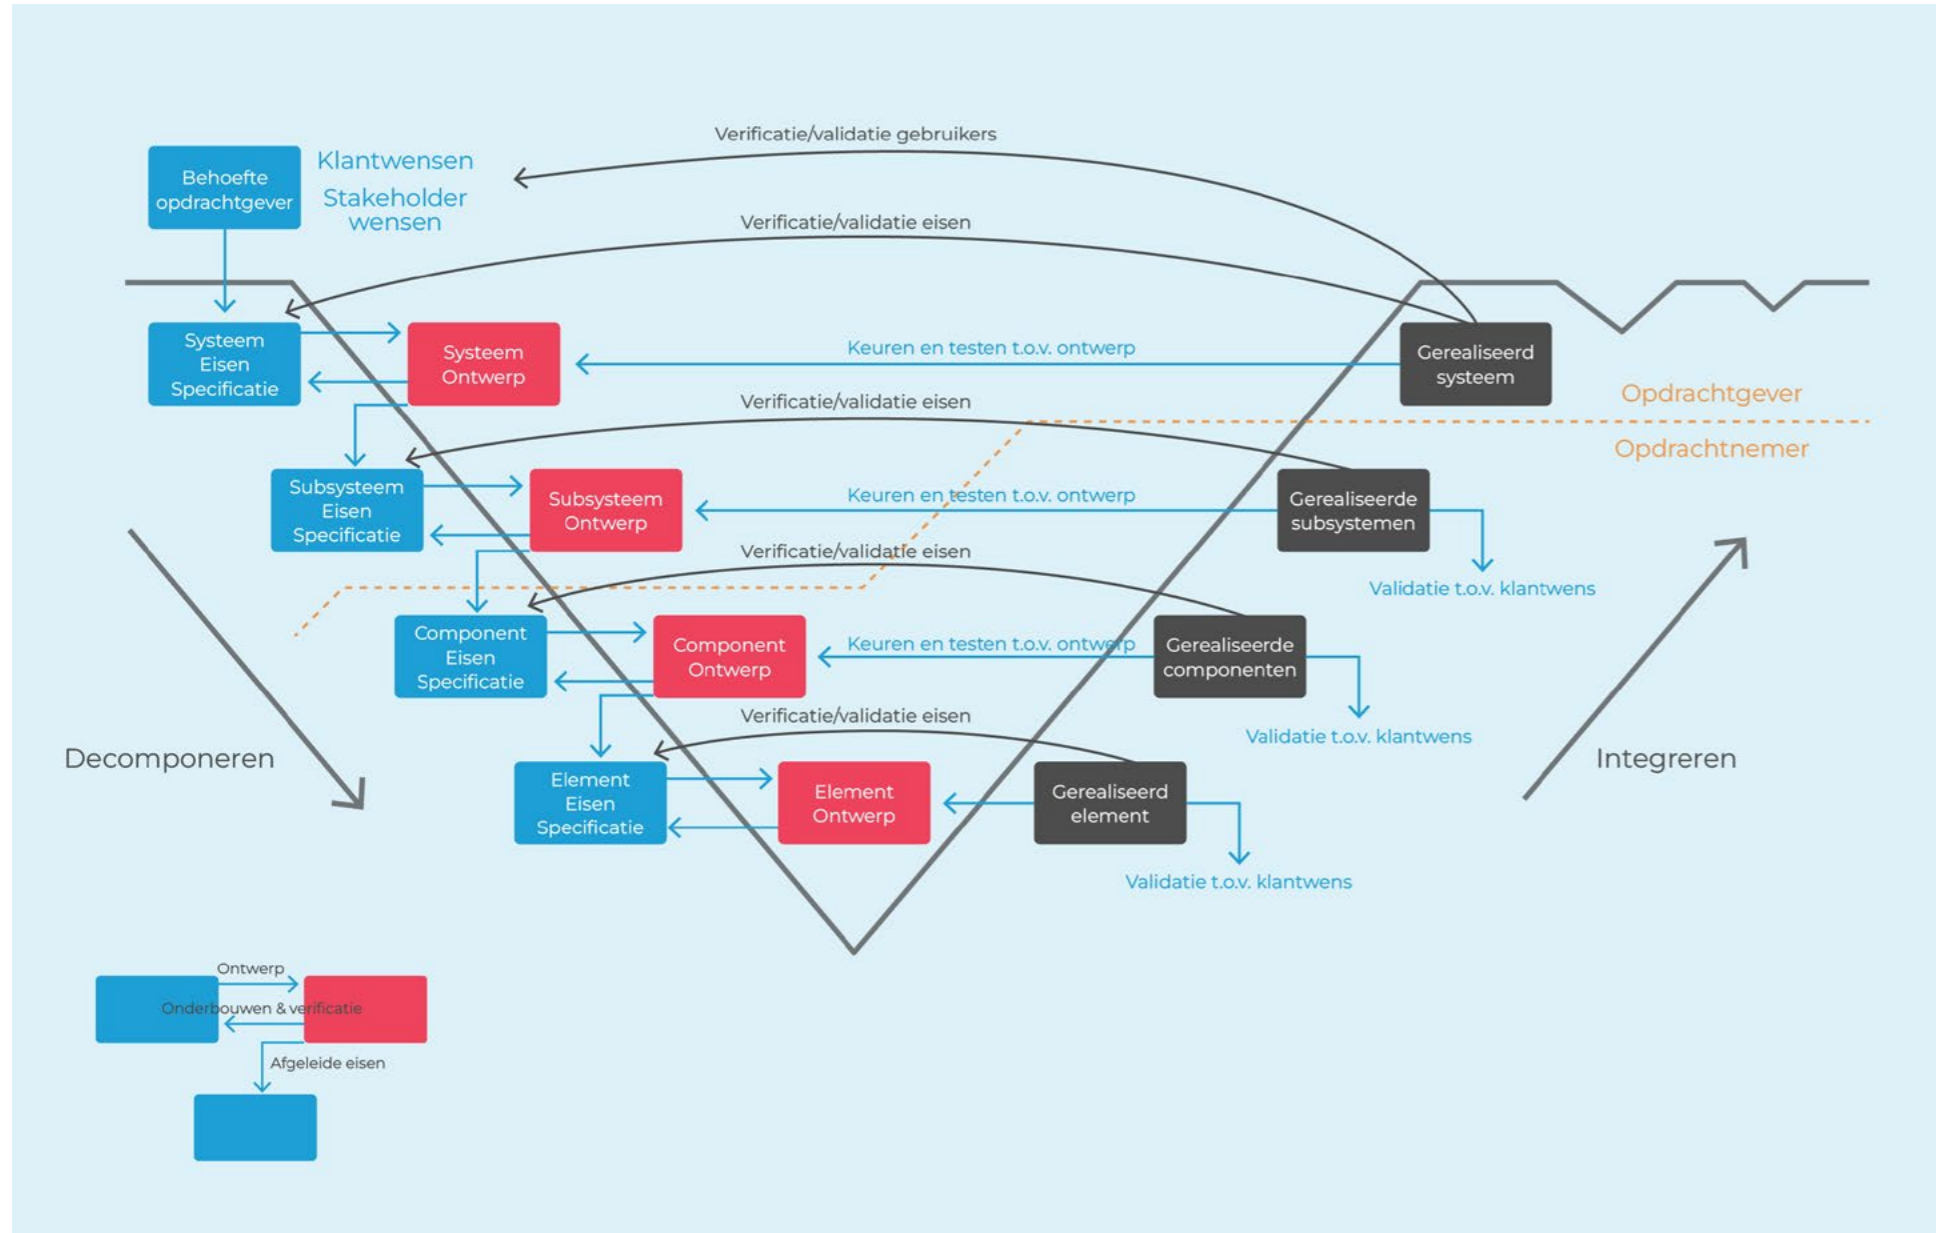 Verificatie/validatie gebruikers
Behoefte
opdrachtgever
Klantwensen
Stakeholder
wensen
Verificatie/validatie eisen
Systeem
Eisen
Specificatie
Systeem
Ontwerp
Keuren en testen t.o.v. ontwerp
Gerealiseerd
systeem
Opdrachtgever
Opdrachtnemer
Verificatie/validatie eisen
Subsysteem
Eisen
Specificatie
Subsysteem
Ontwerp
Keuren en testen t.o.v. ontwerp
Gerealiseerde
subsystemen
Validatie t.o.v. klantwens
Verificatie/validatie eisen
Component
Eisen
Specificatie
Component
Ontwerp
Keuren en testen t.o.v. ontwerp
Gerealiseerde
componenten
Validatie t.o.v. klantwens
Verificatie/validatie eisen
Decomponeren
Integreren
Element
Eisen
Specificatie
Element
Ontwerp
Gerealiseerd
element
Validatie t.o.v. klantwens
Ontwerp
Onderbouwen & verificatie
Afgeleide eisen